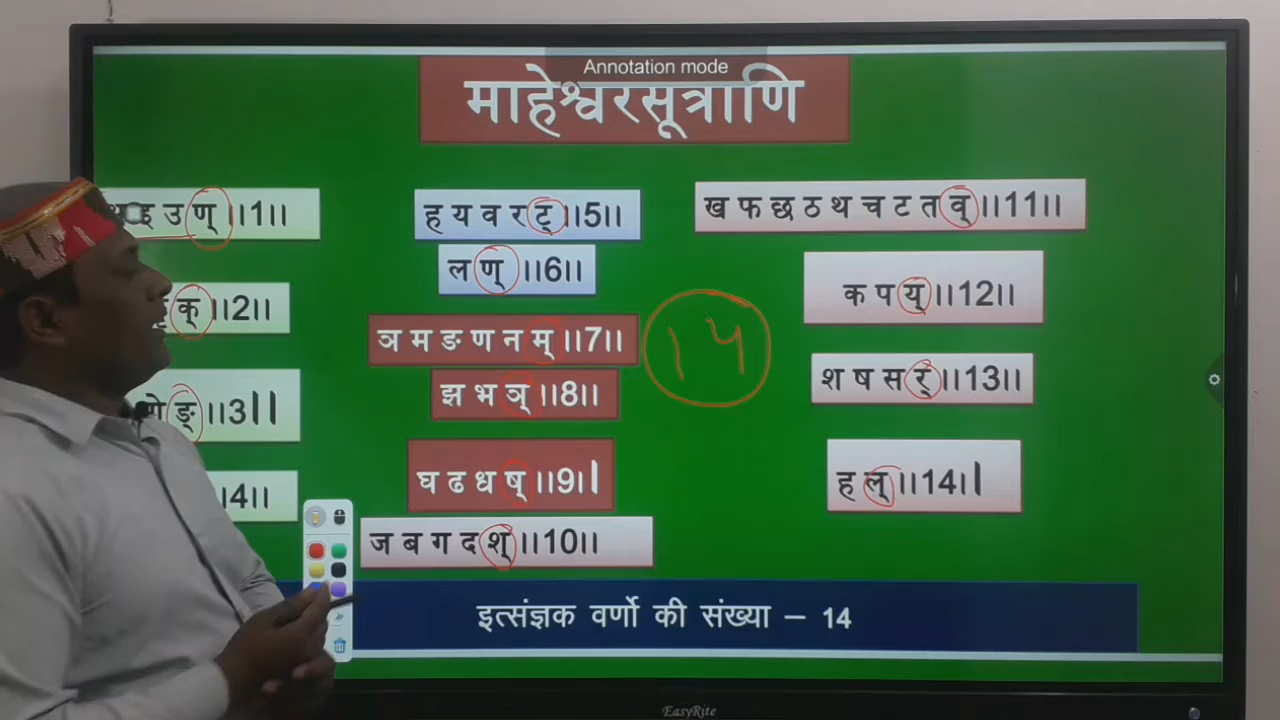 Annotation mode
माहेश्वरसूत्राणि
इ उ ण् ।।1।।
क् ।।2।।
ङ् ।।3।।
।4।।
ह य व र ट् ।।5।।
ल ण् ।।6।।
ञ म ङ ण न म् ।।7।।
झ भ ञ् ।।8।।
घ ढ ध ष् ।।9।।
ज ब ग द श् ।।10।।
14
ख फ छ ठ थ च ट त व् ।।11।।
क प य् ।।12।।
श ष स र् ।।13।।
ह ल् ।।14।।
इत्संज्ञक वर्णो की संख्या – 14
EasyRite